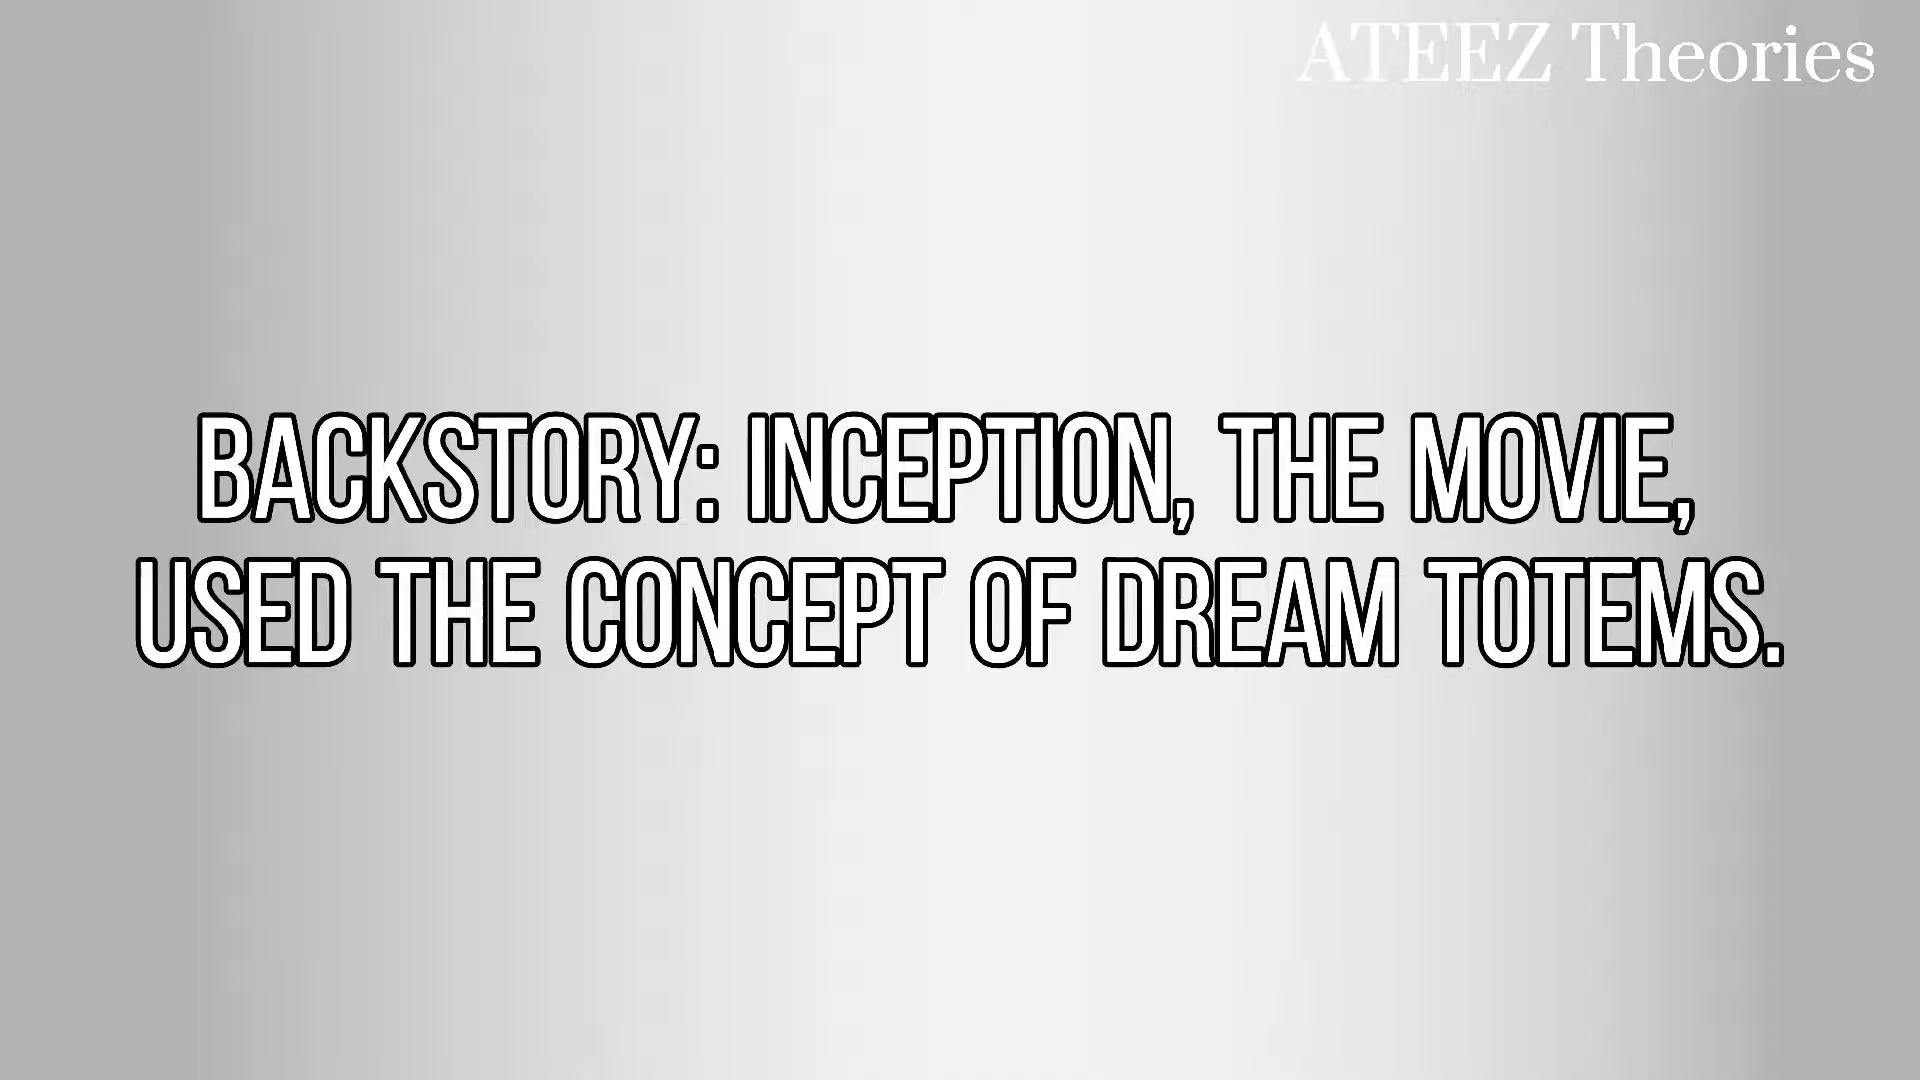 ATEEZ Theories
BACKSTORY: INCEPTION, THE MOVIE,
USED THE CONCEPT OF DREAM TOTEMS.